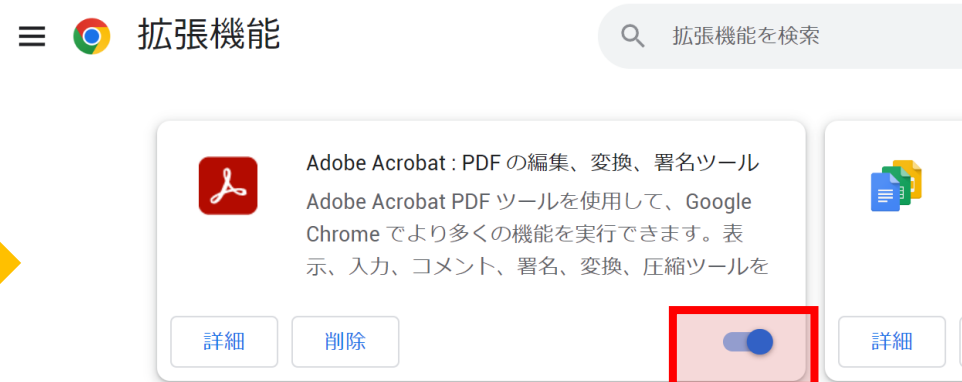 拡張機能
拡張機能を検索
Adobe Acrobat : PDF の編集、変換、署名ツール
Adobe Acrobat PDF ツールを使用して、Google
Chrome でより多くの機能を実行できます。表
示、入力、コメント、署名、変換、圧縮ツールを
詳細
削除
詳細